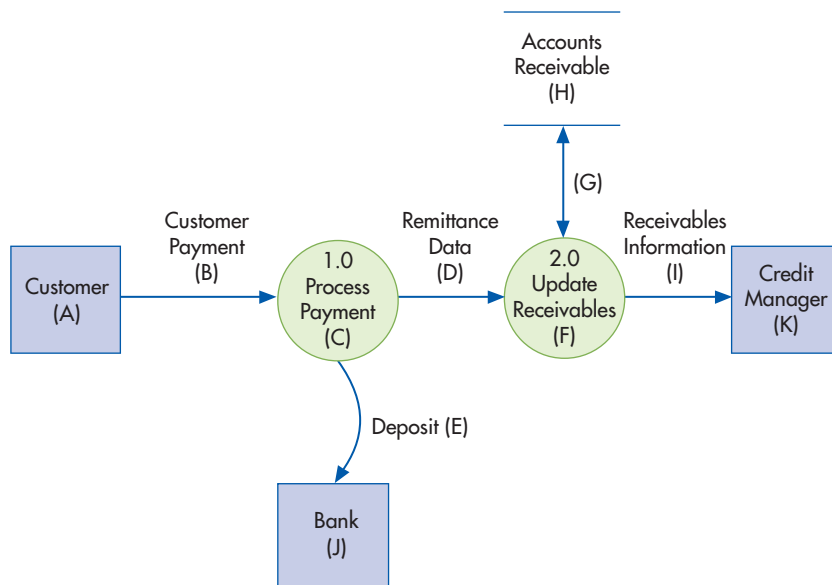 Accounts
Receivable
(H)
(G)
Customer
Payment
(B)
Remittance
Data
(D)
Receivables
Information
(I)
Customer
(A)
1.0
Process
Payment
(C)
2.0
Update
Receivables
(F)
Credit
Manager
(K)
Deposit (E)
Bank
(J)